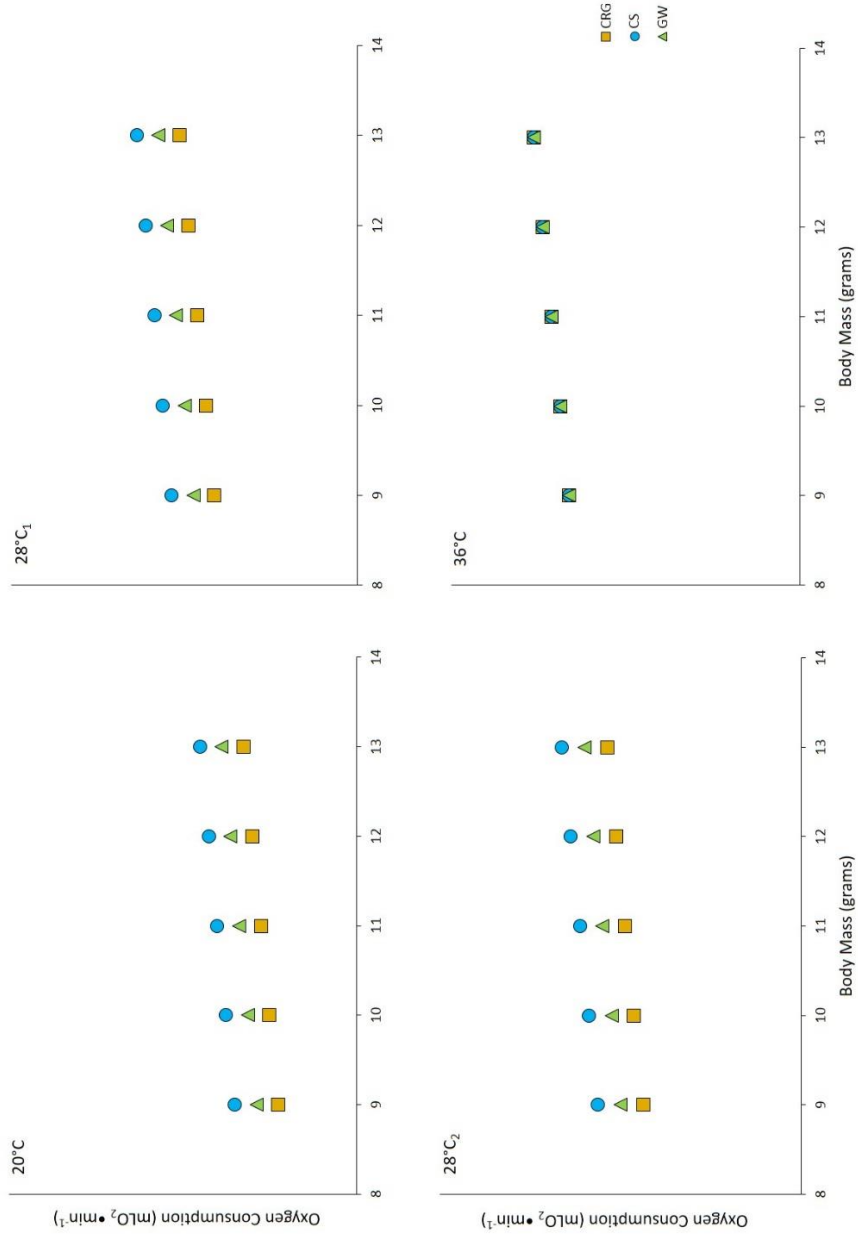 20°C
Oxygen Consumption (mLO₂ • min⁻¹)
8 9 10 11 12 13 14
28°C₁
8 9 10 11 12 13 14
28°C₂
Oxygen Consumption (mLO₂ • min⁻¹)
8 9 10 11 12 13 14
Body Mass (grams)
36°C
8 9 10 11 12 13 14
Body Mass (grams)
CRG
CS
GW